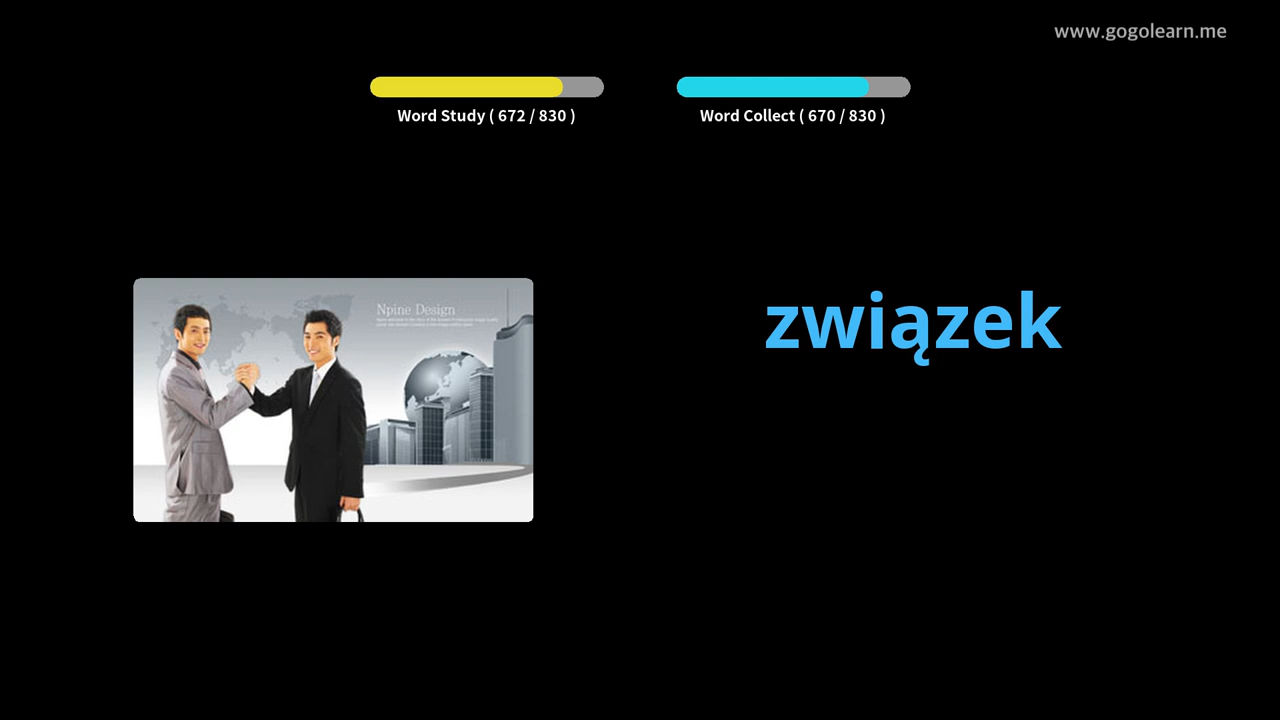 www.gogolearn.me
Word Study ( 672 / 830 )
Word Collect ( 670 / 830 )
Npine Design
związek